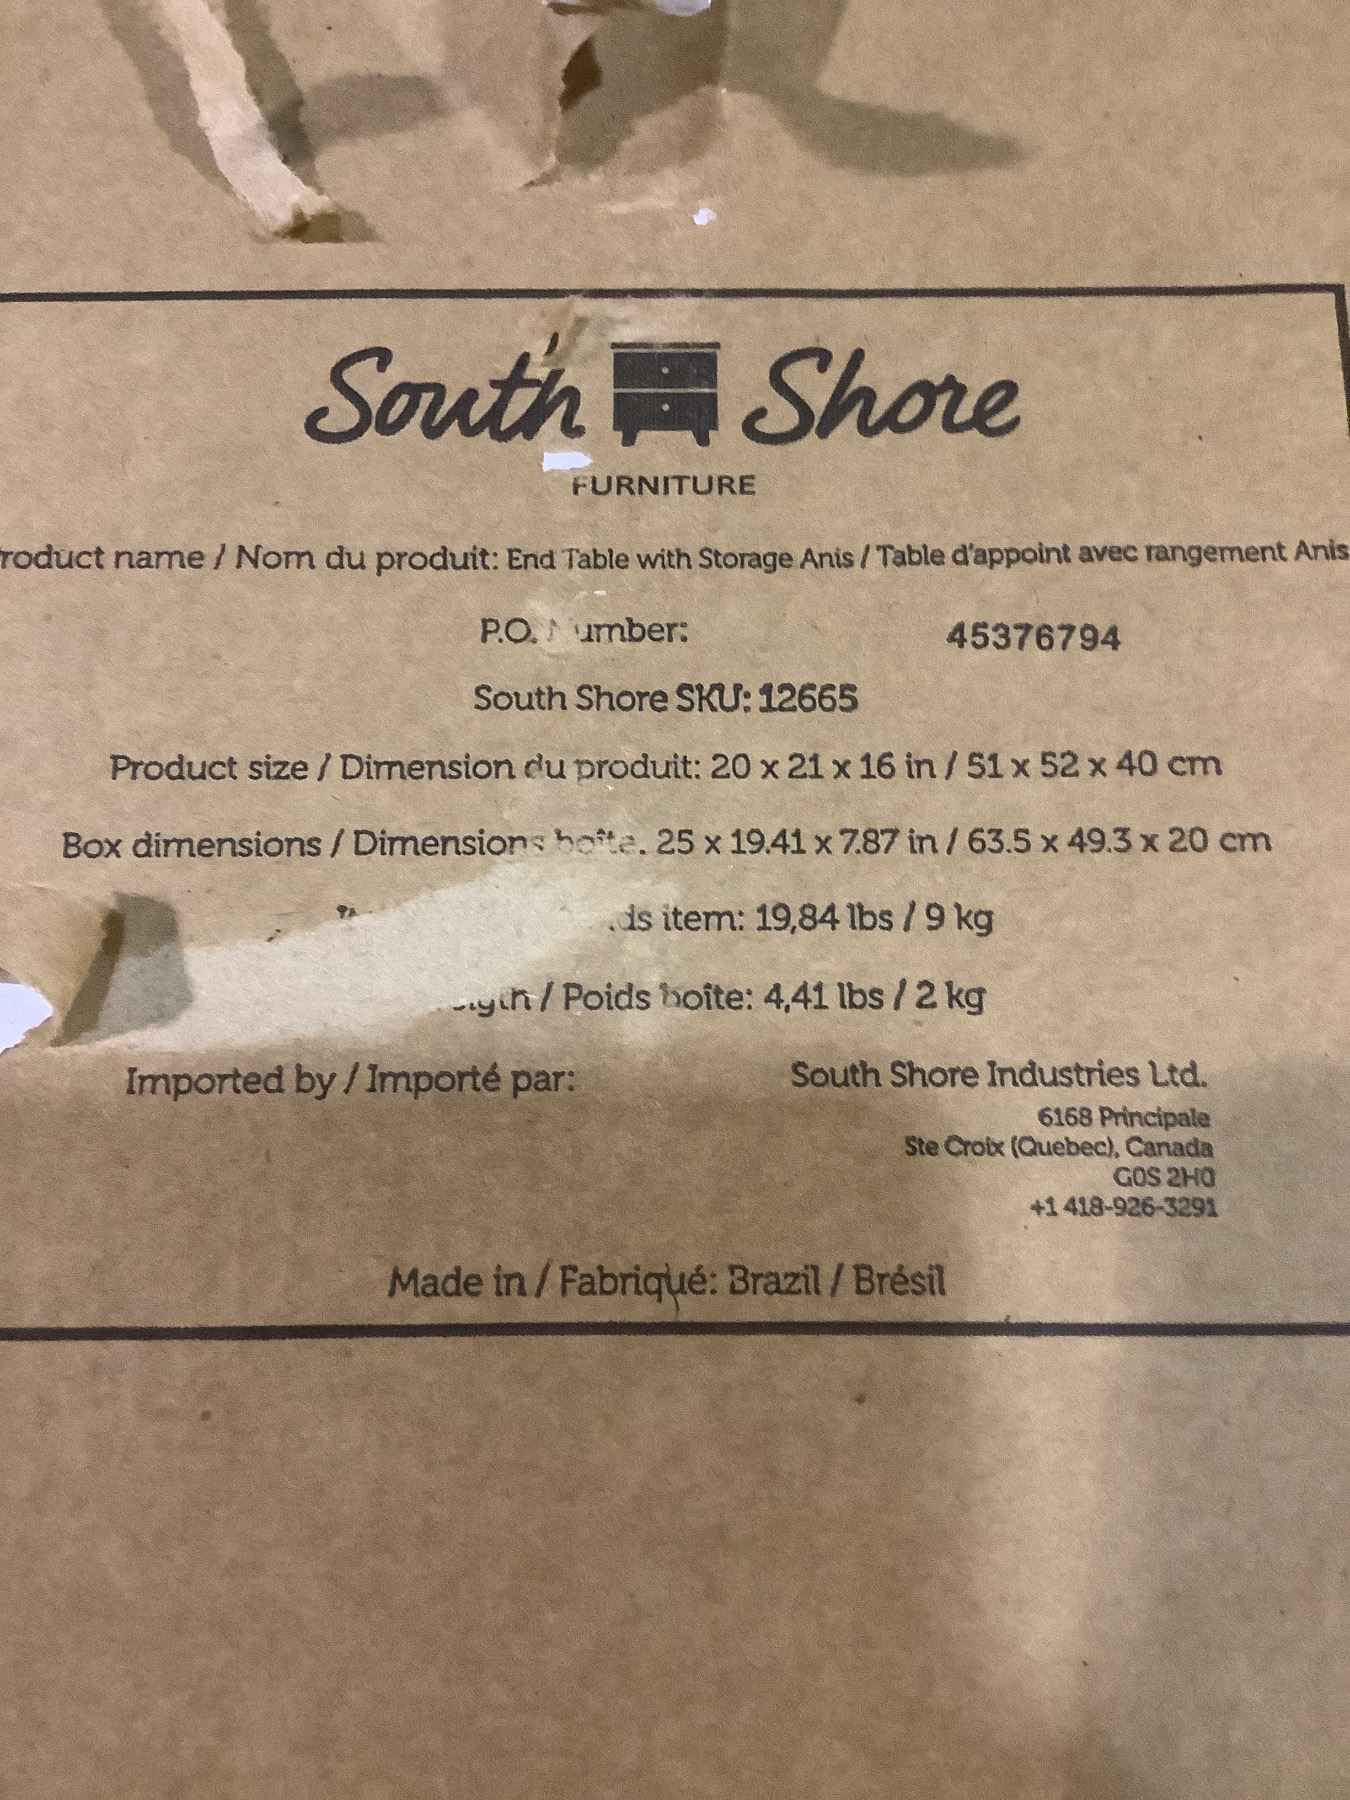 South Shore
FURNITURE
roduct name / Nom du produit: End Table with Storage Anis / Table d'appoint avec rangement Anis
P.O. umber: 45376794
South Shore SKU: 12665
Product size / Dimension du produit: 20 x 21 x 16 in / 51 x 52 x 40 cm
Box dimensions / Dimensions boîte. 25 x 19.41 x 7.87 in / 63.5 x 49.3 x 20 cm
ds item: 19,84 lbs / 9 kg
/ Poids boîte: 4,41 lbs / 2 kg
Imported by / Importé par: South Shore Industries Ltd.
6168 Principale
Ste Croix (Quebec), Canada
G0S 2H0
+1 418-926-3291
Made in / Fabriqué: Brazil / Brésil